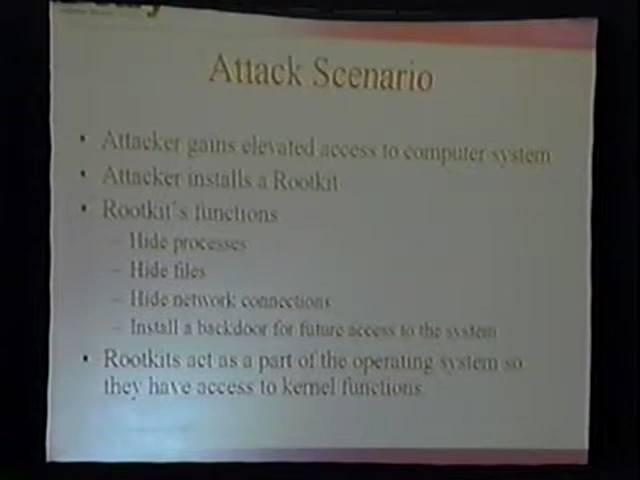 Attack Scenario
• Attacker gains elevated access to computer system
• Attacker installs a Rootkit
• Rootkit's functions
– Hide processes
– Hide files
– Hide network connections
– Install a backdoor for future access to the system
• Rootkits act as a part of the operating system so
they have access to kernel functions.